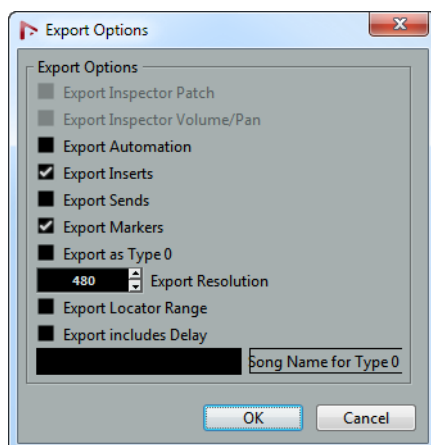 Export Options
Export Options
Export Inspector Patch
Export Inspector Volume/Pan
Export Automation
Export Inserts
Export Sends
Export Markers
Export as Type 0
480 Export Resolution
Export Locator Range
Export includes Delay
Song Name for Type 0
OK Cancel